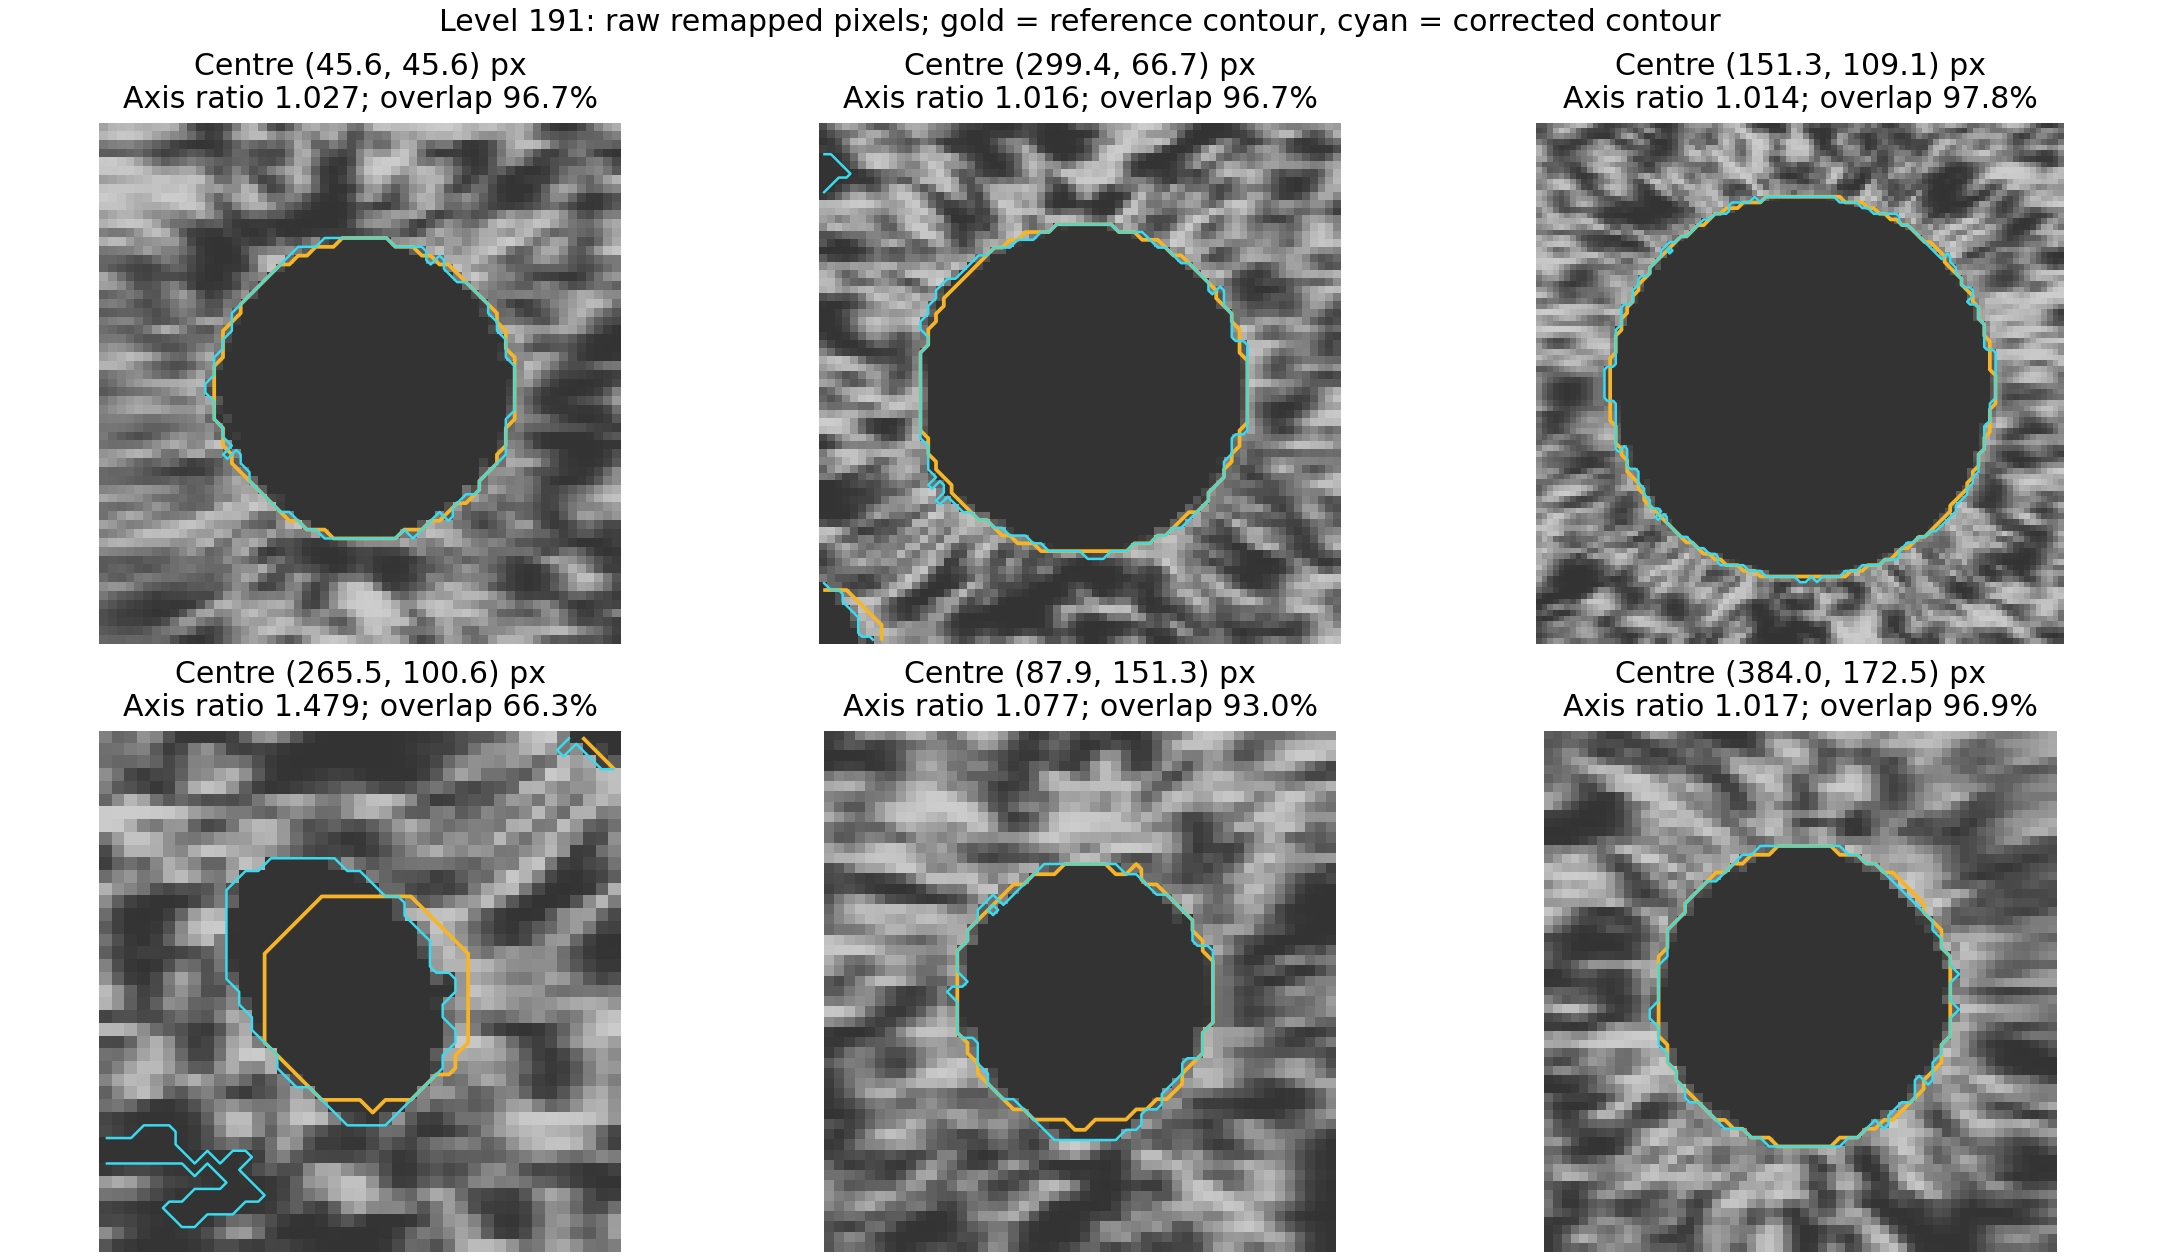 Level 191: raw remapped pixels; gold = reference contour, cyan = corrected contour
Centre (45.6, 45.6) px
Axis ratio 1.027; overlap 96.7%
Centre (299.4, 66.7) px
Axis ratio 1.016; overlap 96.7%
Centre (151.3, 109.1) px
Axis ratio 1.014; overlap 97.8%
Centre (265.5, 100.6) px
Axis ratio 1.479; overlap 66.3%
Centre (87.9, 151.3) px
Axis ratio 1.077; overlap 93.0%
Centre (384.0, 172.5) px
Axis ratio 1.017; overlap 96.9%